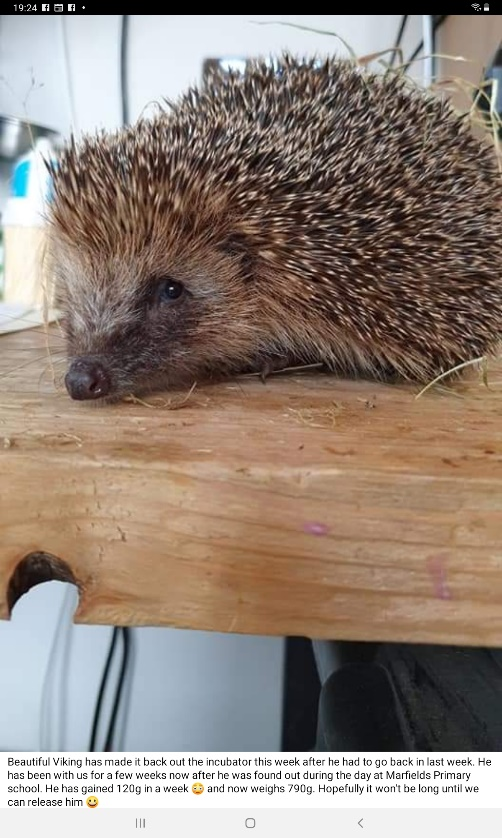 19:24
Beautiful Viking has made it back out the incubator this week after he had to go back in last week. He
has been with us for a few weeks now after he was found out during the day at Marfields Primary
school. He has gained 120g in a week 😳 and now weighs 790g. Hopefully it won't be long until we
can release him 😀